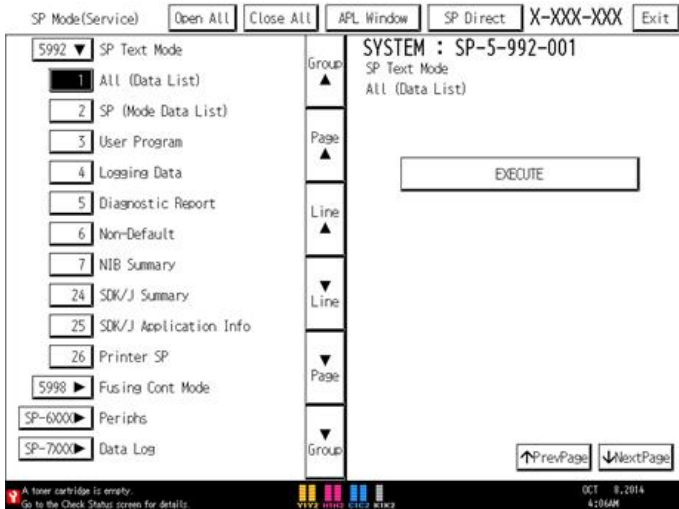 SP Mode(Service) Open All Close All APL Window SP Direct X-XXX-XXX Exit
5992 ▼ SP Text Mode
1 All (Data List)
2 SP (Mode Data List)
3 User Program
4 Logging Data
5 Diagnostic Report
6 Non-Default
7 NIB Summary
24 SDK/J Summary
25 SDK/J Application Info
26 Printer SP
5998 ▶ Fusing Cont Mode
SP-6XXX▶ Periphs
SP-7XXX▶ Data Log
Group
▲
Page
▲
Line
▲
▼
Line
▼
Page
▼
Group
SYSTEM : SP-5-992-001
SP Text Mode
All (Data List)
EXECUTE
↑PrevPage ↓NextPage
A toner cartridge is empty.
Go to the Check Status screen for details.
Y1Y2 M1M2 C1C2 K1K2
OCT 8,2014
4:06AM